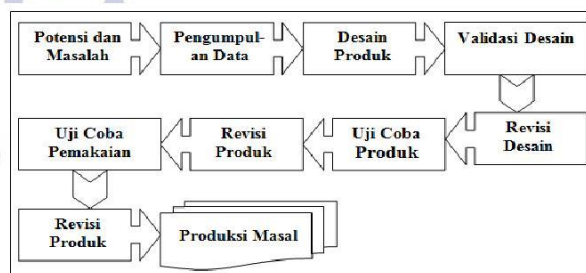 Potensi dan
Masalah
Pengumpul-
an Data
Desain
Produk
Validasi Desain
Revisi
Desain
Uji Coba
Produk
Revisi
Produk
Uji Coba
Pemakaian
Revisi
Produk
Produksi Masal